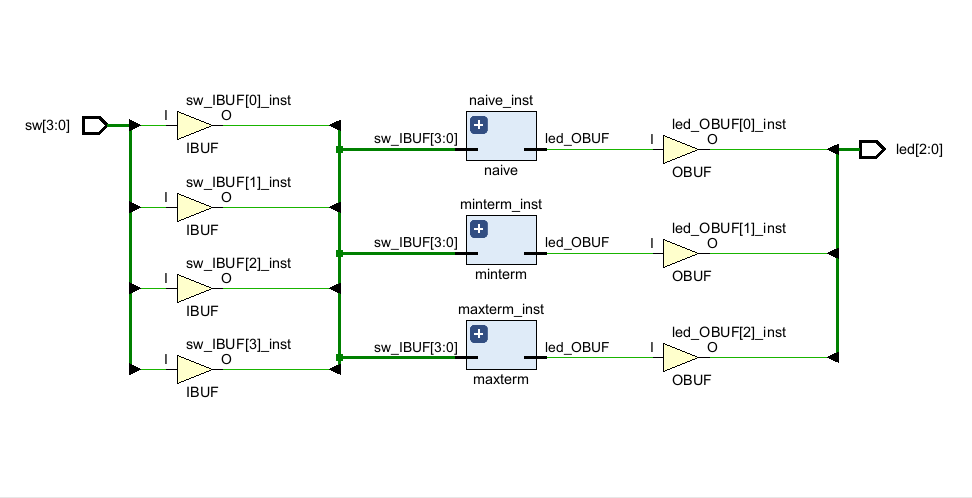 sw[3:0]
sw_IBUF[0]_inst
I
O
IBUF
sw_IBUF[1]_inst
I
O
IBUF
sw_IBUF[2]_inst
I
O
IBUF
sw_IBUF[3]_inst
I
O
IBUF
naive_inst
sw_IBUF[3:0]
led_OBUF
naive
minterm_inst
sw_IBUF[3:0]
led_OBUF
minterm
maxterm_inst
sw_IBUF[3:0]
led_OBUF
maxterm
led_OBUF[0]_inst
I
O
OBUF
led_OBUF[1]_inst
I
O
OBUF
led_OBUF[2]_inst
I
O
OBUF
led[2:0]